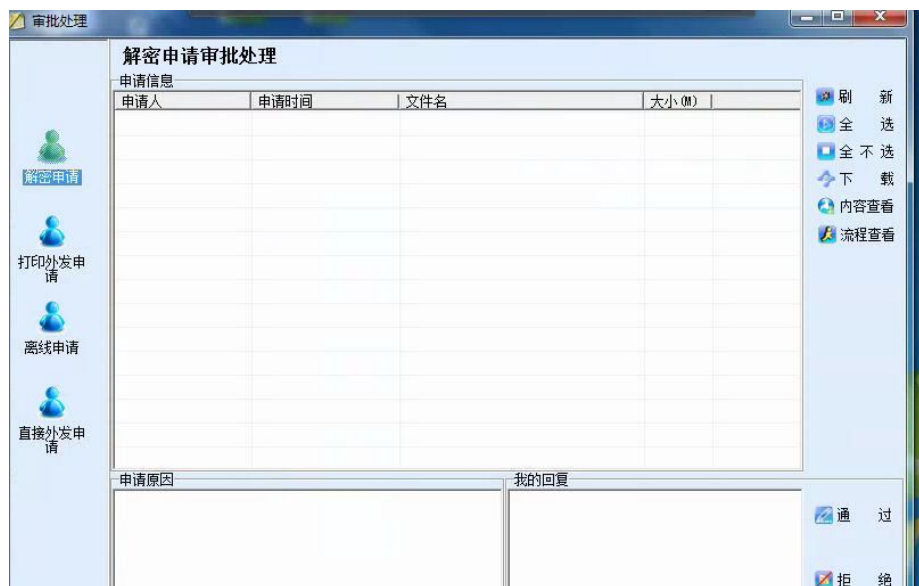 审批处理
解密申请审批处理
申请信息
申请人 申请时间 文件名 大小(M)
解密申请
打印外发申
请
离线申请
直接外发申
请
刷 新
全 选
全 不 选
下 载
内容查看
流程查看
申请原因
我的回复
通 过
拒 绝